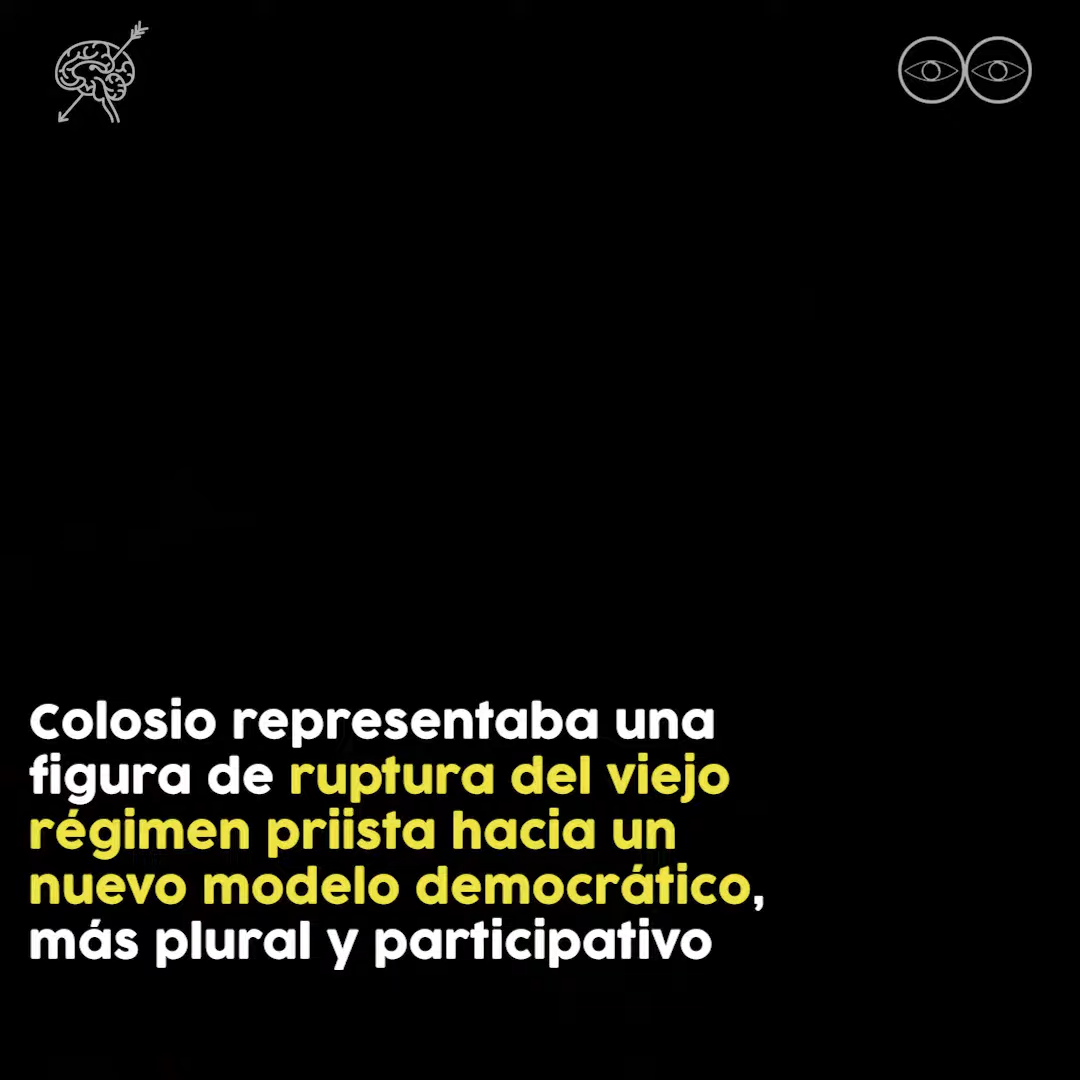 Colosio representaba una
figura de ruptura del viejo
régimen priista hacia un
nuevo modelo democrático,
más plural y participativo